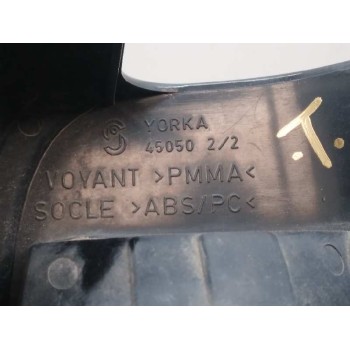 YORKA
45050 2/2
VOYANT >PMMA<
SOCLE >ABS/PC<
T.